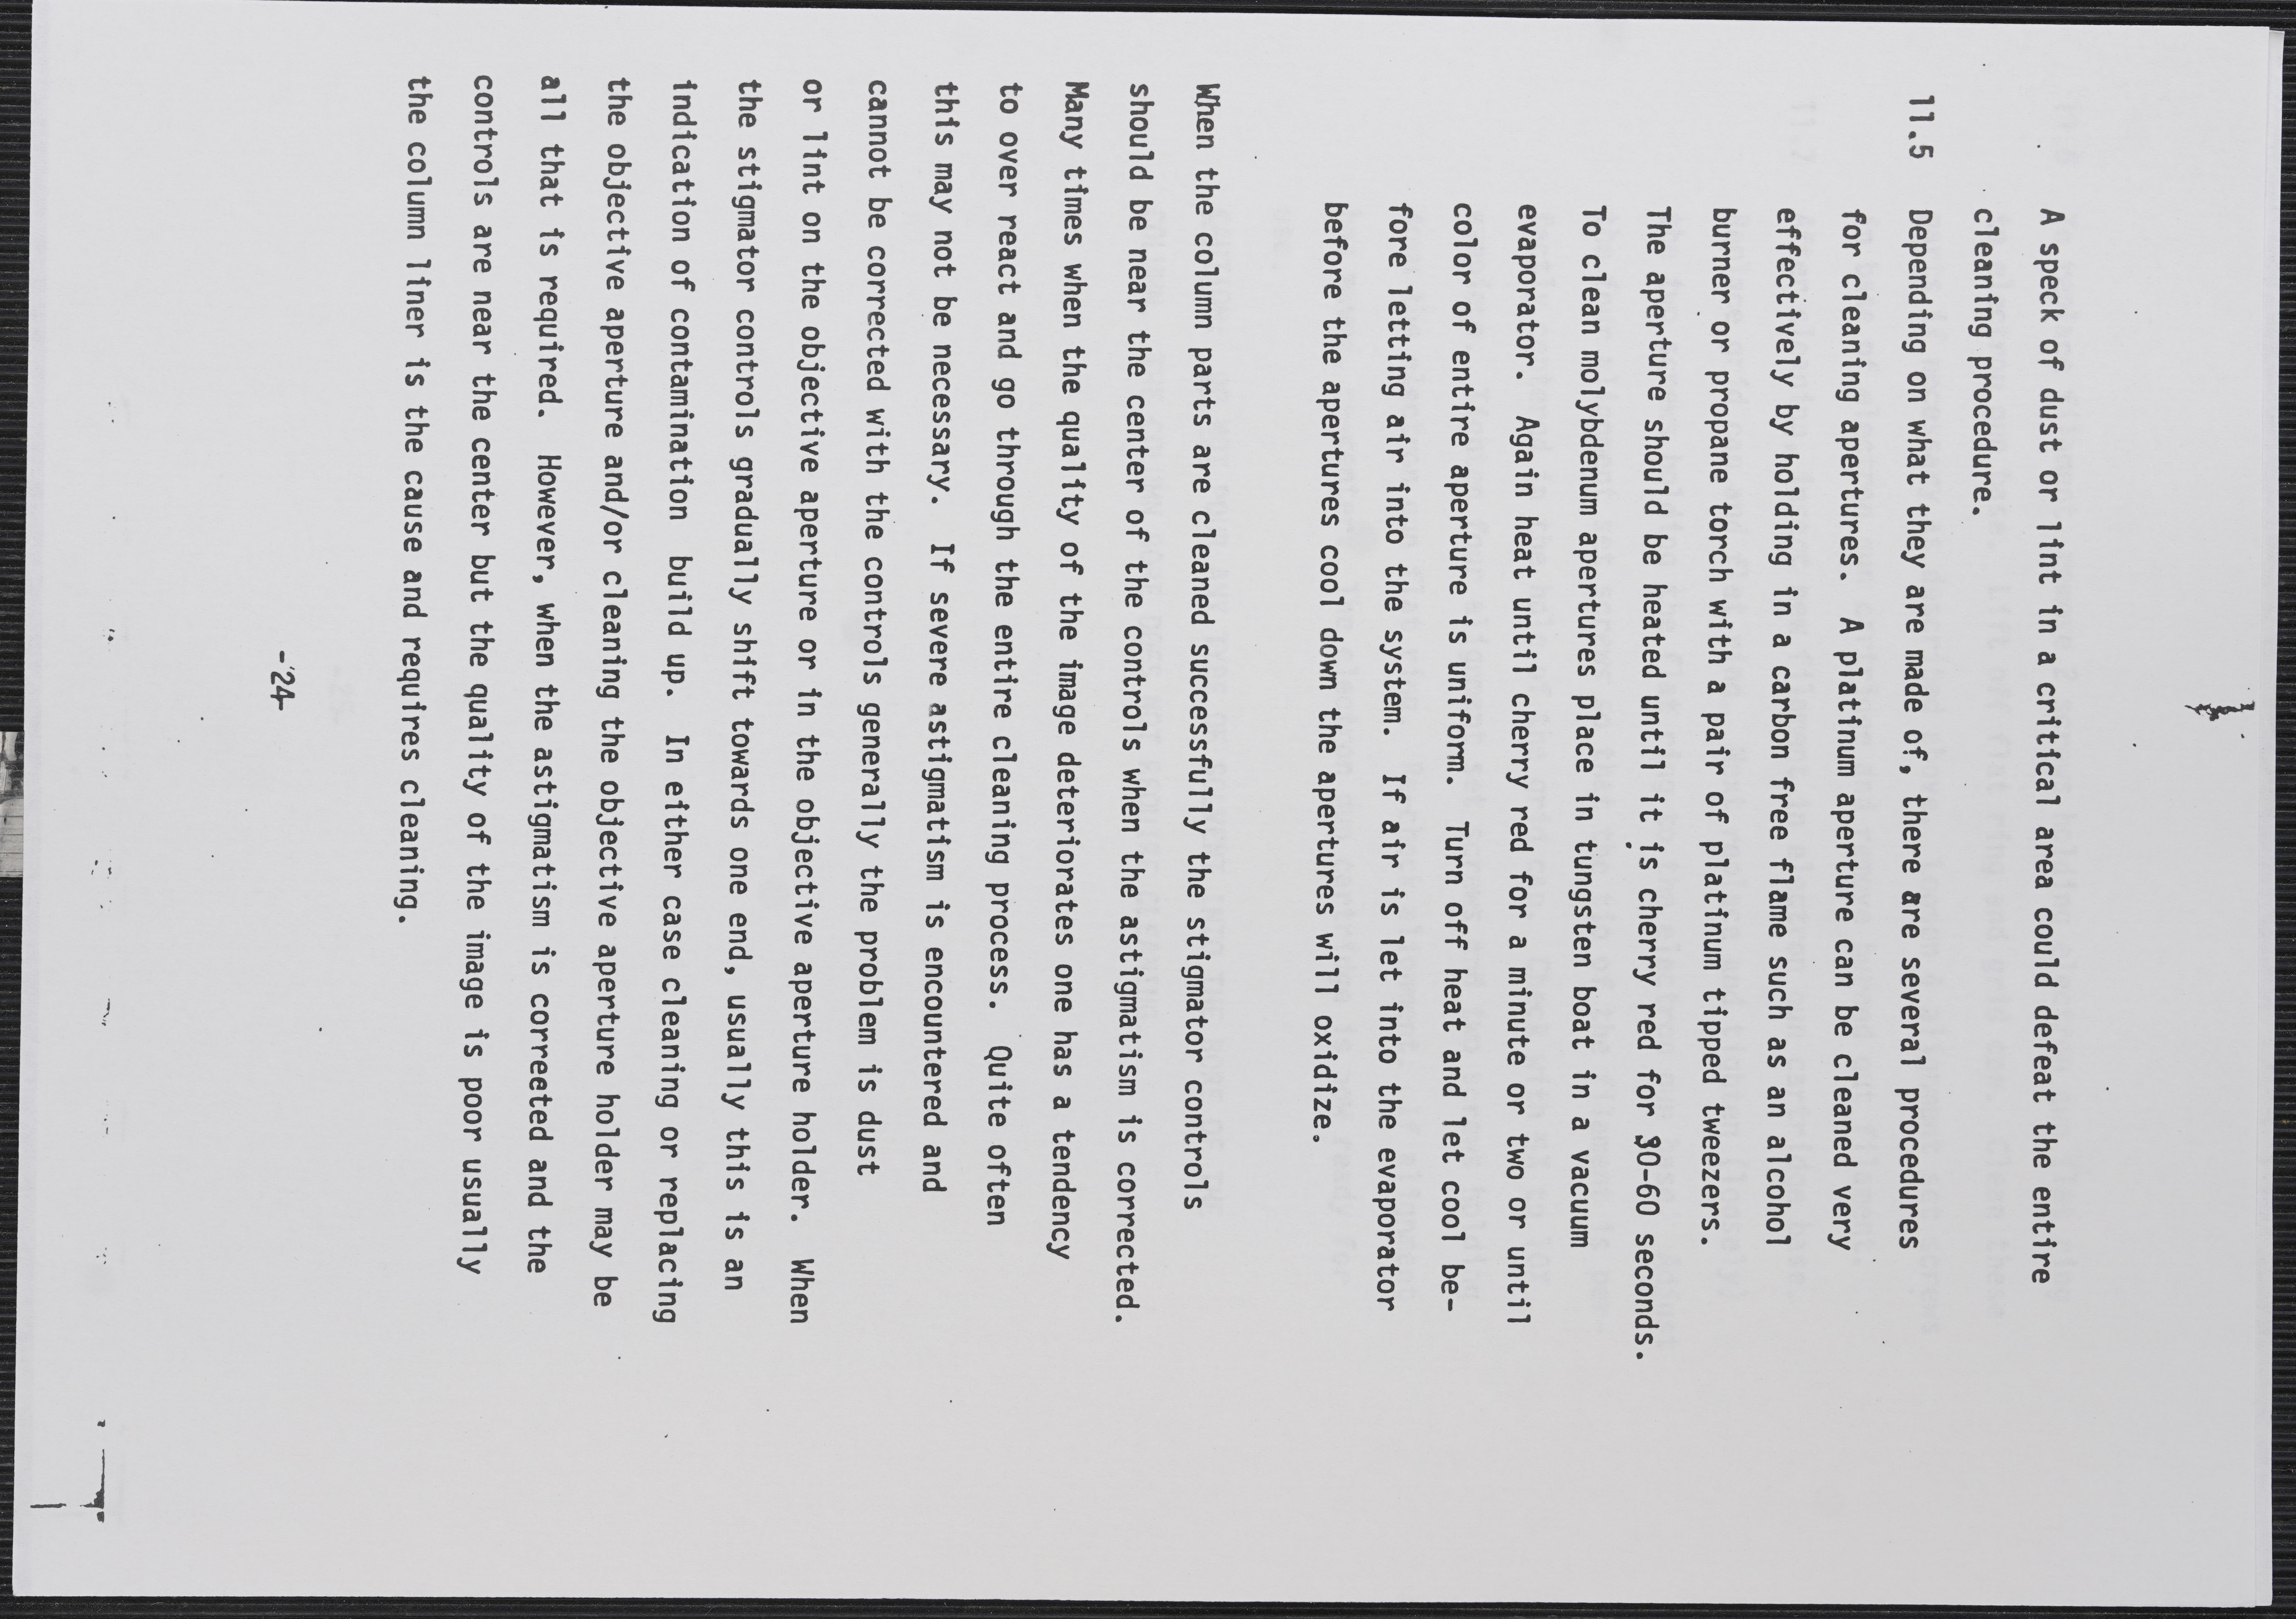 A speck of dust or lint in a critical area could defeat the entire
cleaning procedure.
11.5 Depending on what they are made of, there are several procedures
for cleaning apertures. A platinum aperture can be cleaned very
effectively by holding in a carbon free flame such as an alcohol
burner or propane torch with a pair of platinum tipped tweezers.
The aperture should be heated until it is cherry red for 30-60 seconds.
To clean molybdenum apertures place in tungsten boat in a vacuum
evaporator. Again heat until cherry red for a minute or two or until
color of entire aperture is uniform. Turn off heat and let cool be-
fore letting air into the system. If air is let into the evaporator
before the apertures cool down the apertures will oxidize.
When the column parts are cleaned successfully the stigmator controls
should be near the center of the controls when the astigmatism is corrected.
Many times when the quality of the image deteriorates one has a tendency
to over react and go through the entire cleaning process. Quite often
this may not be necessary. If severe astigmatism is encountered and
cannot be corrected with the controls generally the problem is dust
or lint on the objective aperture or in the objective aperture holder. When
the stigmator controls gradually shift towards one end, usually this is an
indication of contamination build up. In either case cleaning or replacing
the objective aperture and/or cleaning the objective aperture holder may be
all that is required. However, when the astigmatism is correeted and the
controls are near the center but the quality of the image is poor usually
the column liner is the cause and requires cleaning.
-24-